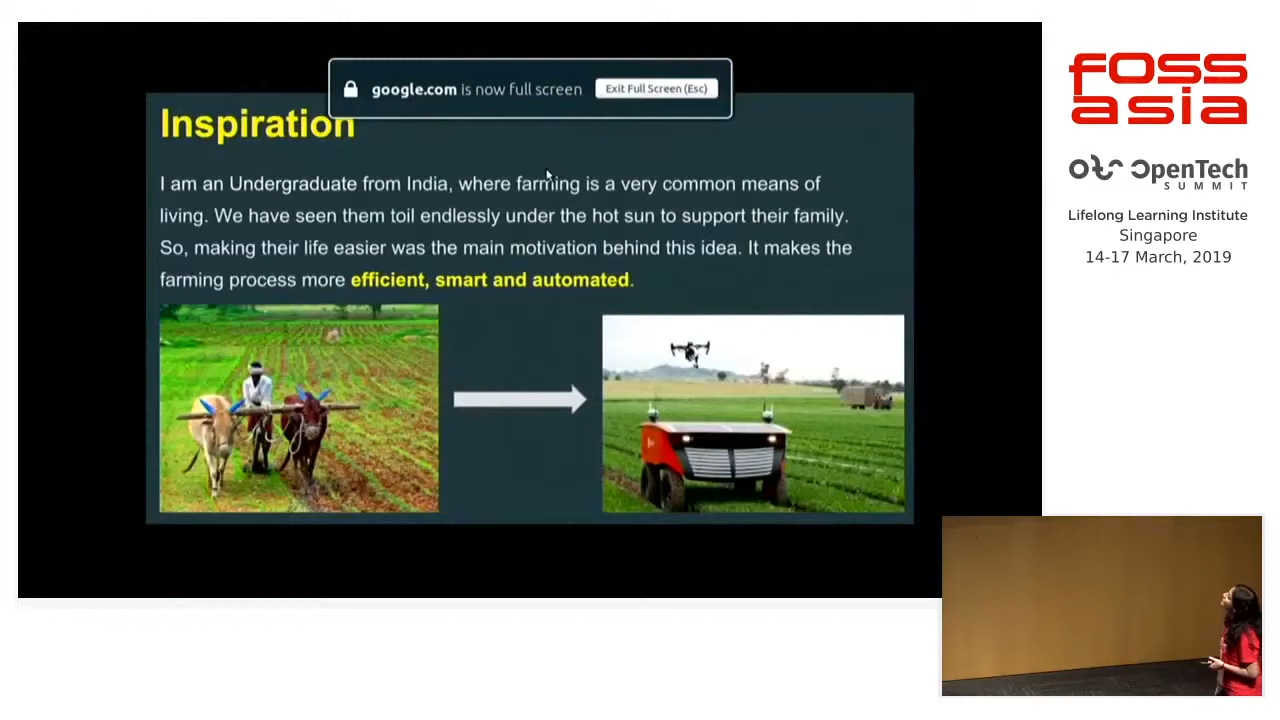 google.com is now full screen
Exit Full Screen (Esc)
Inspiration
I am an Undergraduate from India, where farming is a very common means of
living. We have seen them toil endlessly under the hot sun to support their family.
So, making their life easier was the main motivation behind this idea. It makes the
farming process more efficient, smart and automated.
FOSS
asia
OpenTech
SUMMIT
Lifelong Learning Institute
Singapore
14-17 March, 2019